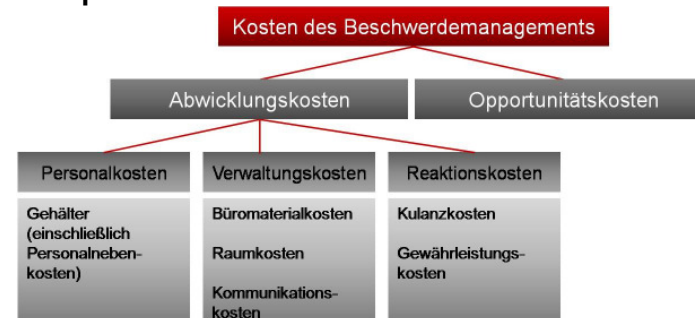 Kosten des Beschwerdemanagements
Abwicklungskosten
Opportunitätskosten
Personalkosten
Verwaltungskosten
Reaktionskosten
Gehälter
(einschließlich
Personalneben-
kosten)
Büromaterialkosten
Raumkosten
Kommunikations-
kosten
Kulanzkosten
Gewährleistungs-
kosten